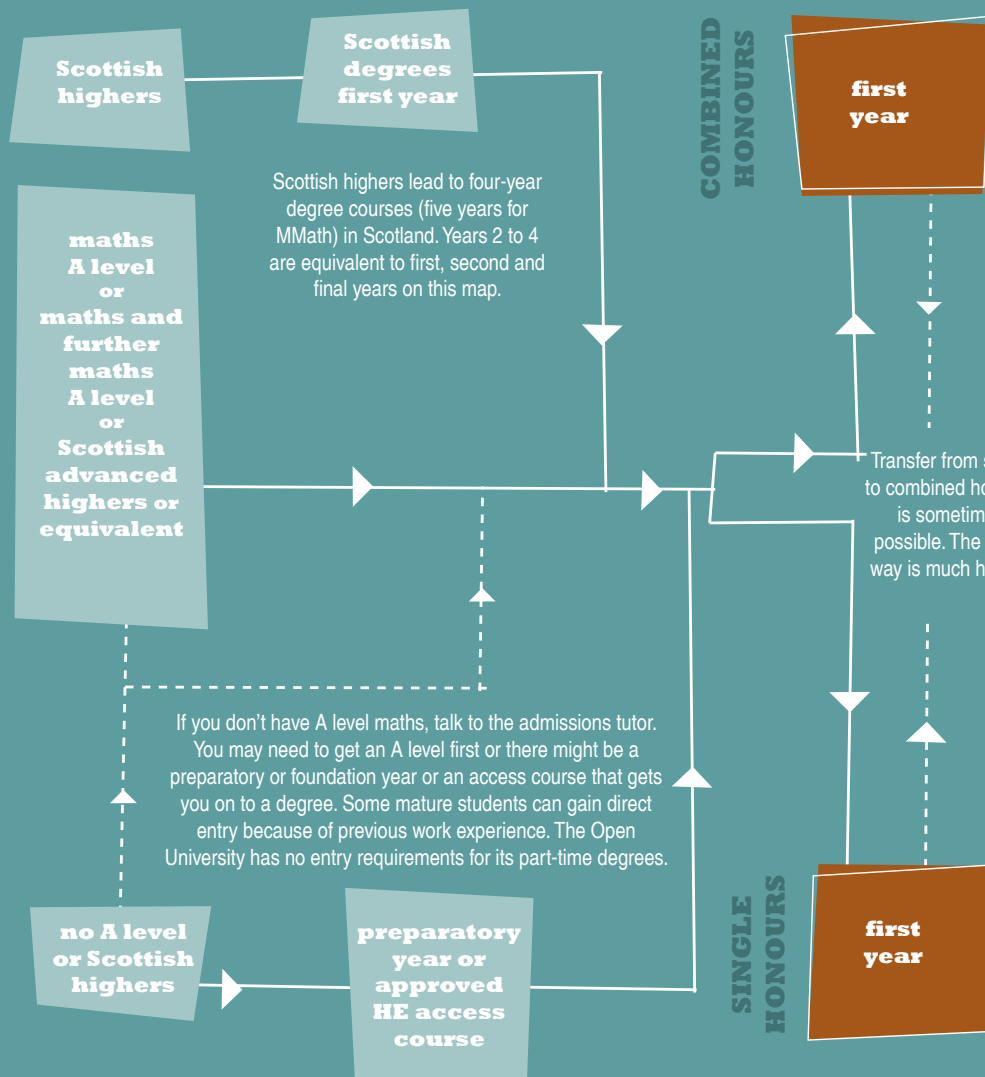 Scottish
highers
Scottish
degrees
first year
COMBINED
HONOURS
first
year
Scottish highers lead to four-year
degree courses (five years for
MMath) in Scotland. Years 2 to 4
are equivalent to first, second and
final years on this map.
maths
A level
or
maths and
further
maths
A level
or
Scottish
advanced
highers or
equivalent
Transfer from
to combined
is
possible. The
way is much
If you don’t have A level maths, talk to the admissions tutor.
You may need to get an A level first or there might be a
preparatory or foundation year or an access course that gets
you on to a degree. Some mature students can gain direct
entry because of previous work experience. The Open
University has no entry requirements for its part-time degrees.
no A level
or Scottish
highers
preparatory
year or
approved
HE access
course
SINGLE
HONOURS
first
year